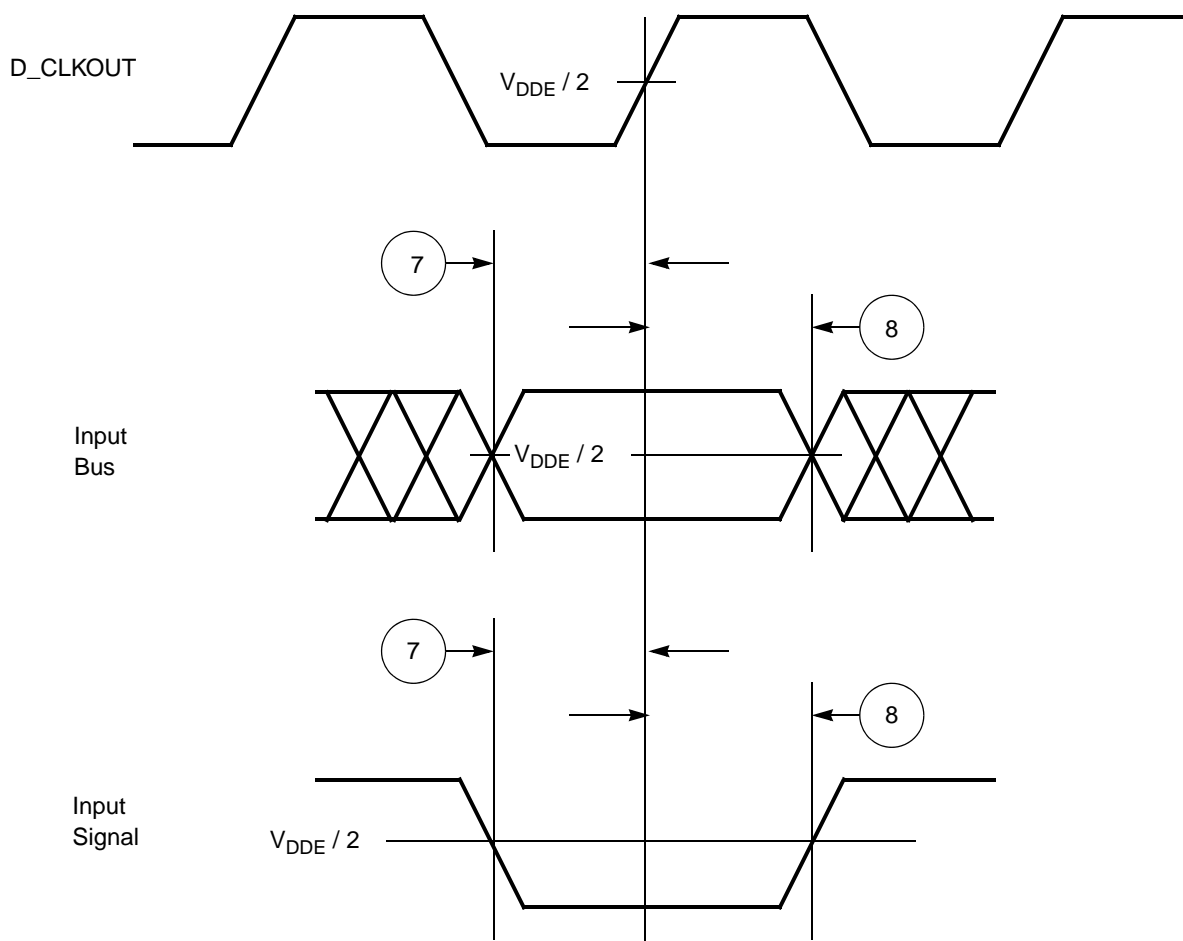 D_CLKOUT
VDDE / 2
7
8
Input
Bus
VDDE / 2
7
8
Input
Signal
VDDE / 2